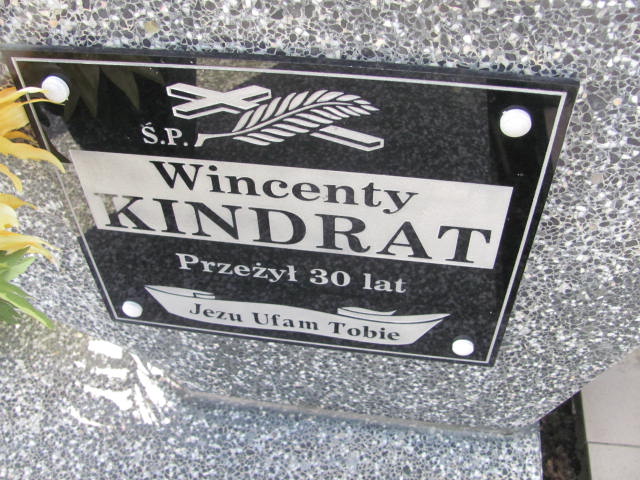 Ś.P.
Wincenty
KINDRAT
Przeżył 30 lat
Jezu Ufam Tobie